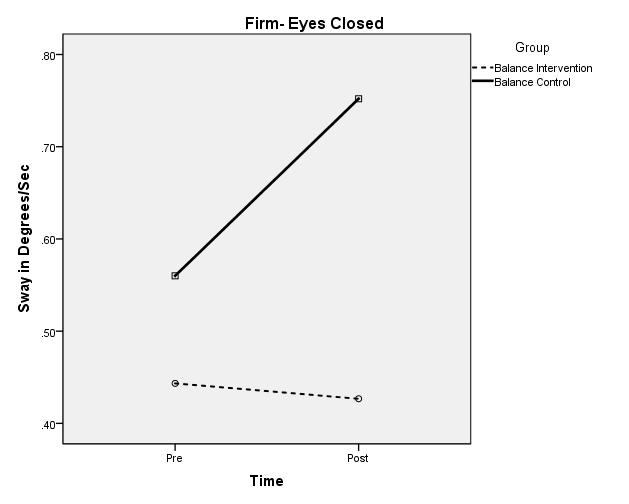 Firm- Eyes Closed
Group
Balance Intervention
Balance Control
Sway in Degrees/Sec
.80
.70
.60
.50
.40
Pre
Post
Time